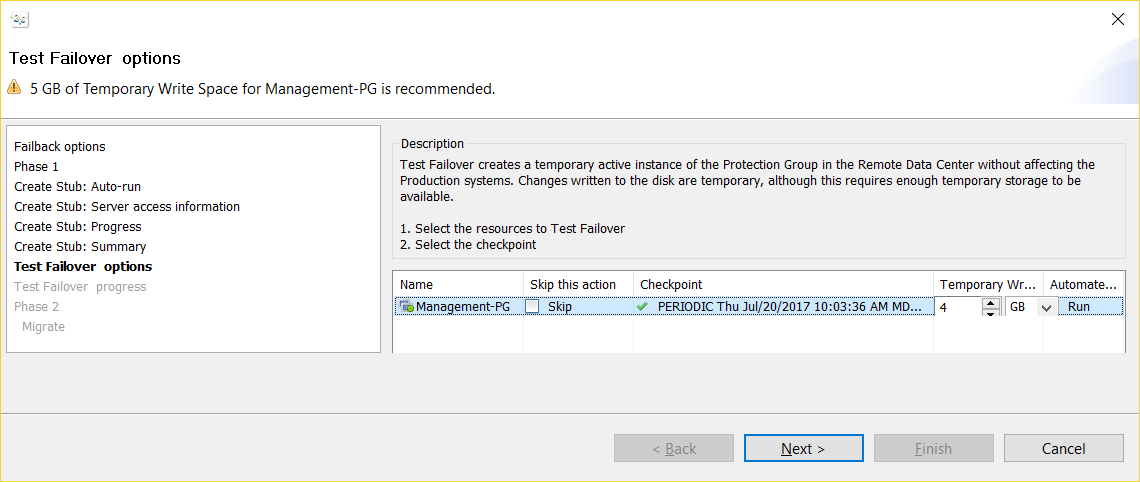 Test Failover  options
5 GB of Temporary Write Space for Management-PG is recommended.
Failback options
Phase 1
Create Stub: Auto-run
Create Stub: Server access information
Create Stub: Progress
Create Stub: Summary
Test Failover  options
Test Failover  progress
Phase 2
Migrate
Description
Test Failover creates a temporary active instance of the Protection Group in the Remote Data Center without affecting the
Production systems. Changes written to the disk are temporary, although this requires enough temporary storage to be
available.
1. Select the resources to Test Failover
2. Select the checkpoint
Name Skip this action Checkpoint Temporary Wr... Automate...
Management-PG Skip PERIODIC Thu Jul/20/2017 10:03:36 AM MD... 4 GB Run
< Back Next > Finish Cancel